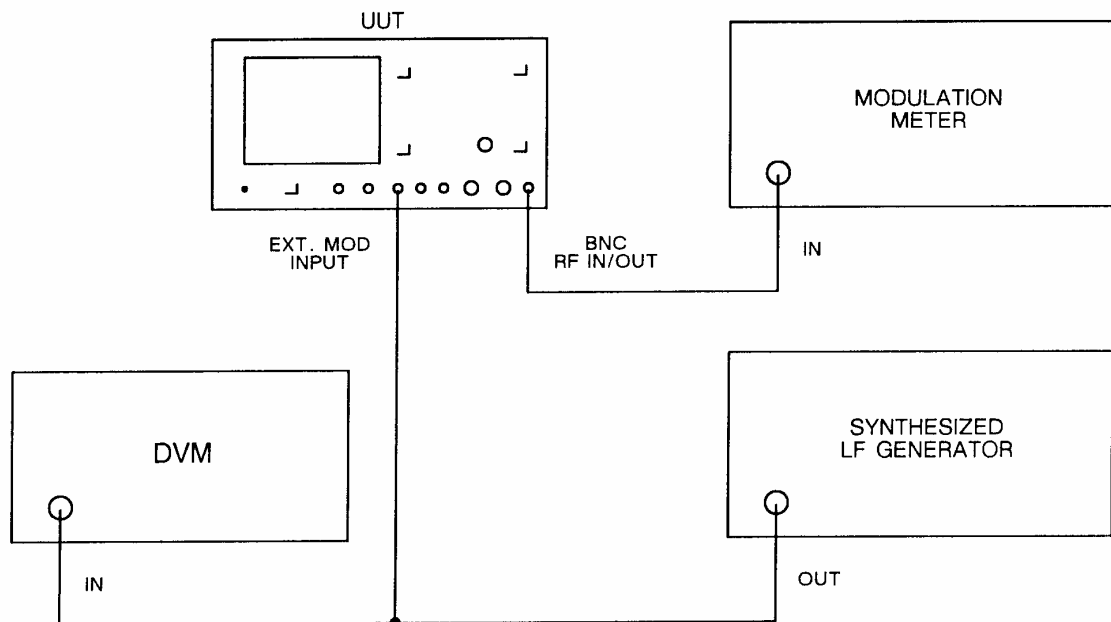 UUT
MODULATION
METER
EXT. MOD
INPUT
BNC
RF IN/OUT
IN
DVM
SYNTHESIZED
LF GENERATOR
IN
OUT